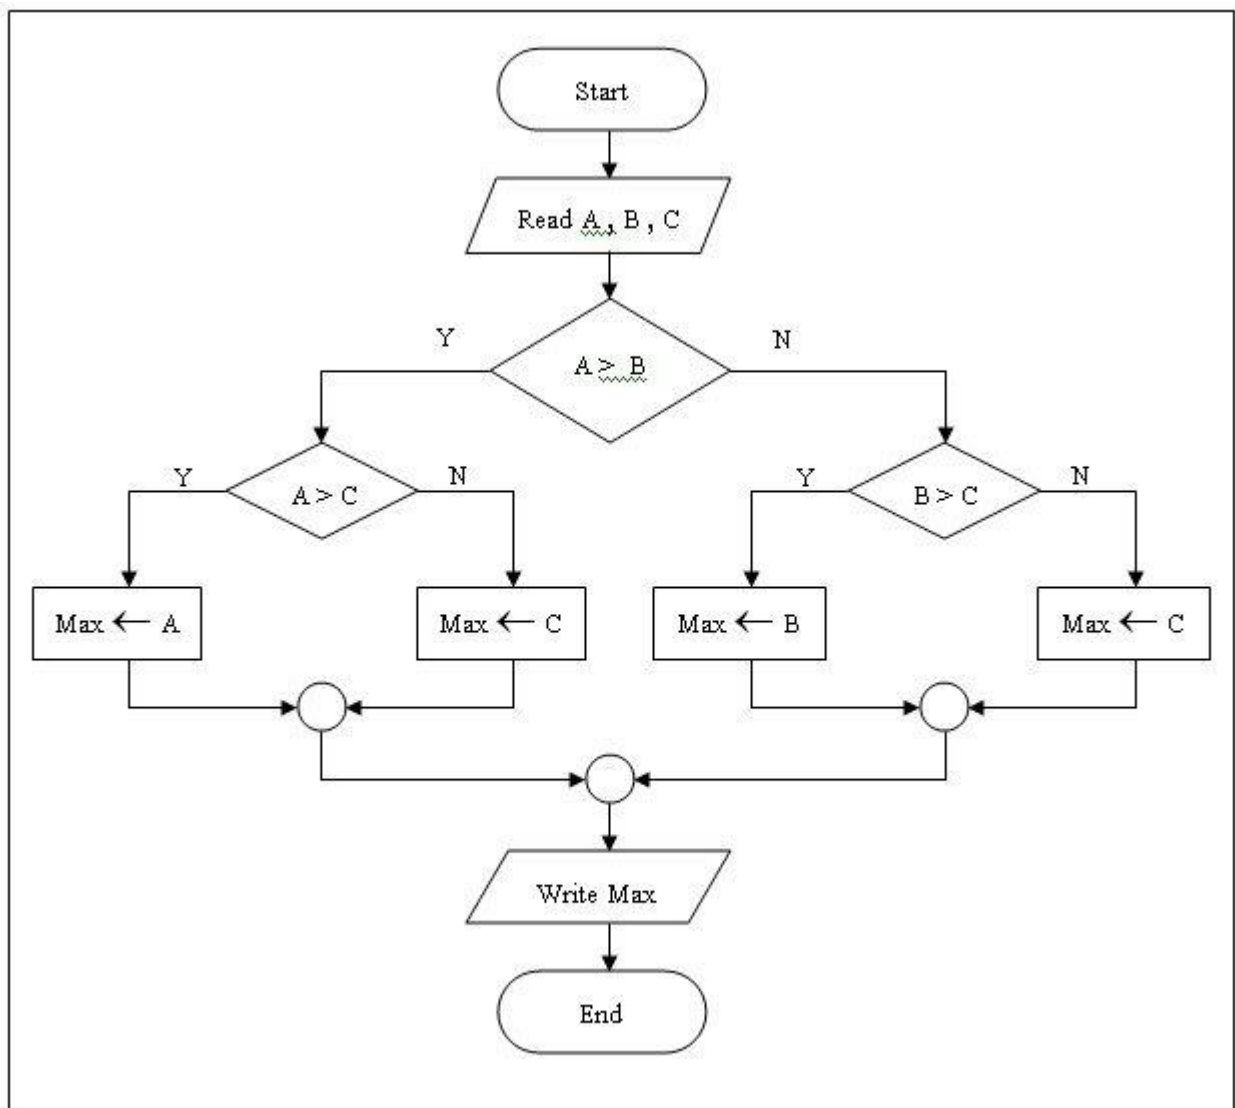 Start
Read A , B , C
A > B
Y
N
A > C
Y
N
B > C
Y
N
Max ← A
Max ← C
Max ← B
Max ← C
Write Max
End